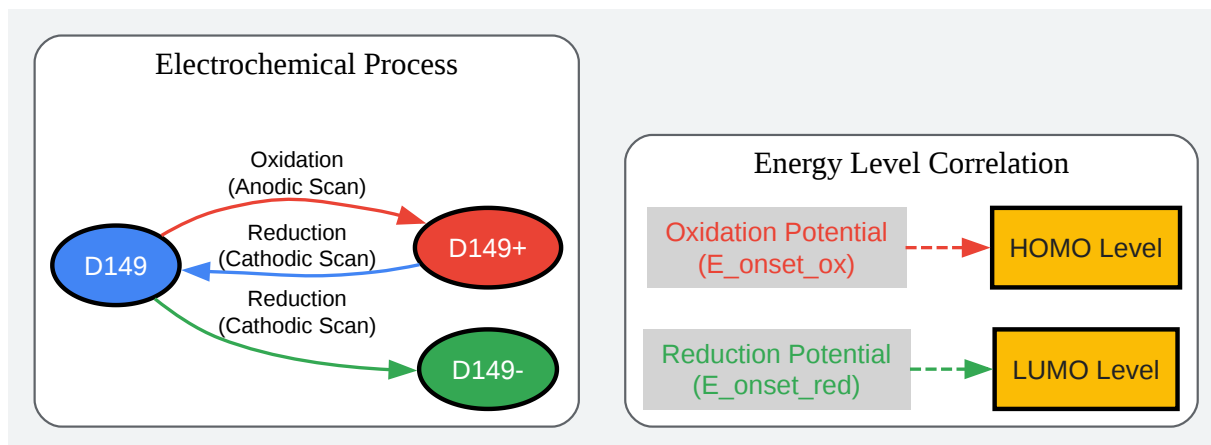 Electrochemical Process
Oxidation
(Anodic Scan)
Reduction
(Cathodic Scan)
D149
D149+
Reduction
(Cathodic Scan)
D149-
Energy Level Correlation
Oxidation Potential
(E_onset_ox)
HOMO Level
Reduction Potential
(E_onset_red)
LUMO Level